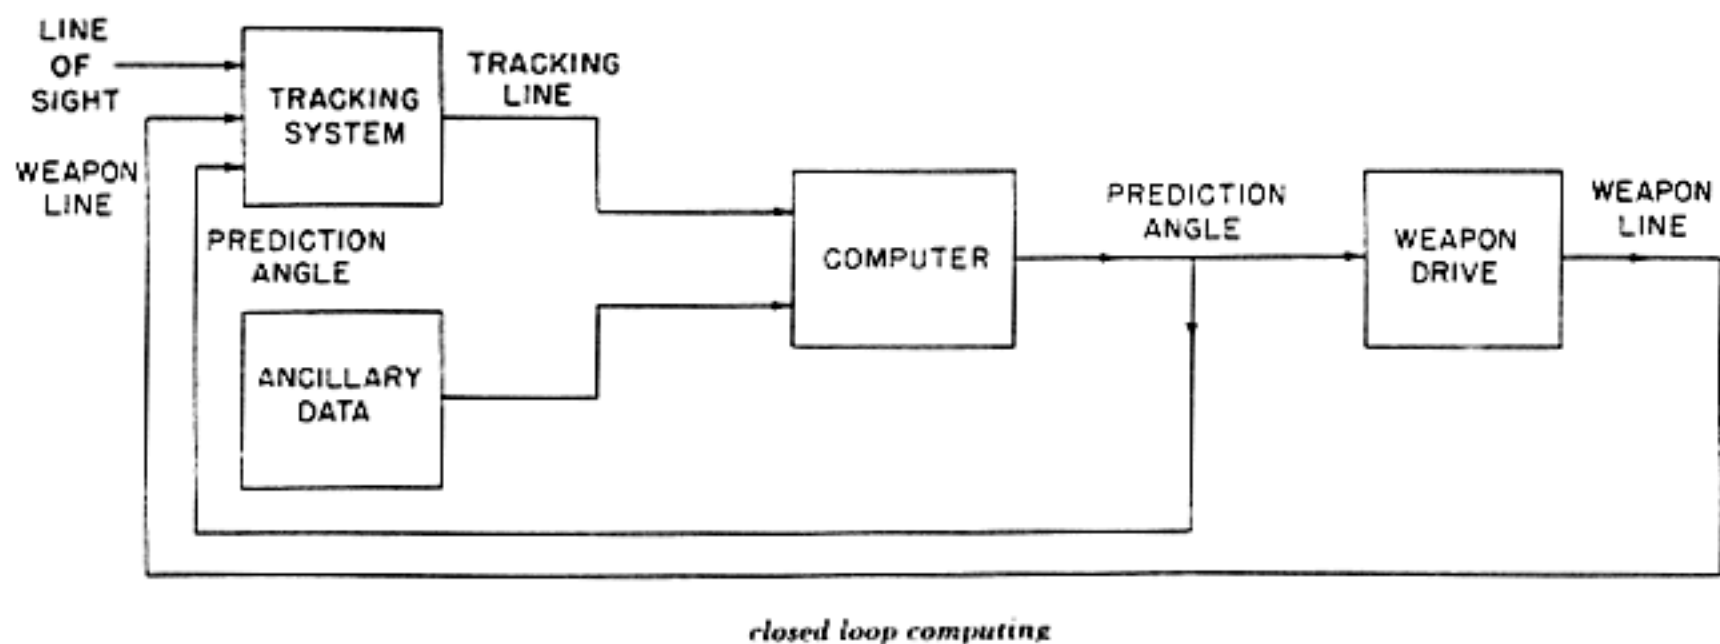 LINE
OF
SIGHT
WEAPON
LINE
TRACKING
SYSTEM
TRACKING
LINE
PREDICTION
ANGLE
ANCILLARY
DATA
COMPUTER
PREDICTION
ANGLE
WEAPON
DRIVE
WEAPON
LINE
closed loop computing